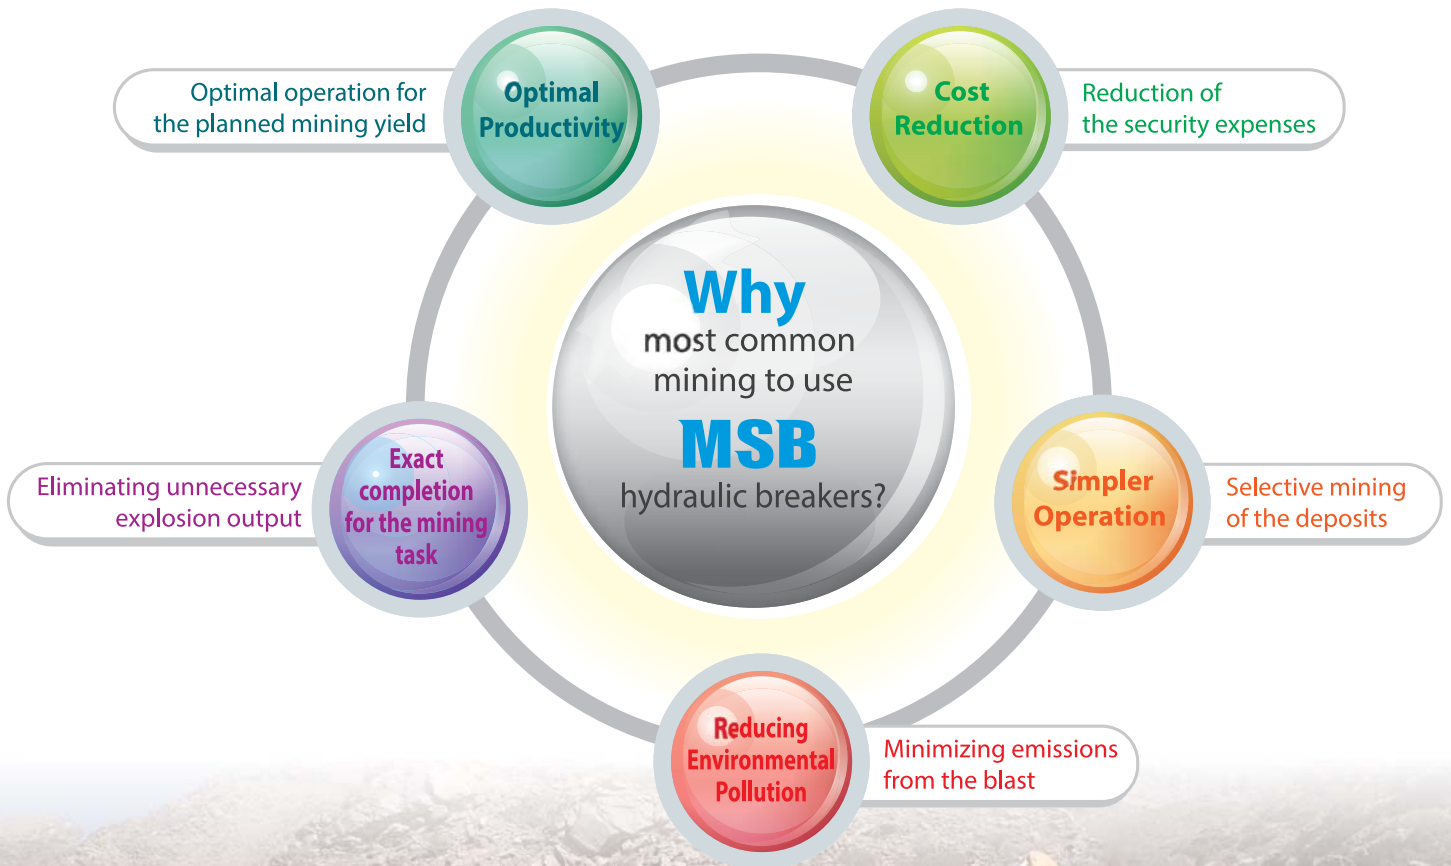 Optimal operation for
the planned mining yield
Optimal
Productivity
Cost
Reduction
Reduction of
the security expenses
Why
most common
mining to use
MSB
hydraulic breakers?
Eliminating unnecessary
explosion output
Exact
completion
for the mining
task
Simpler
Operation
Selective mining
of the deposits
Reducing
Environmental
Pollution
Minimizing emissions
from the blast